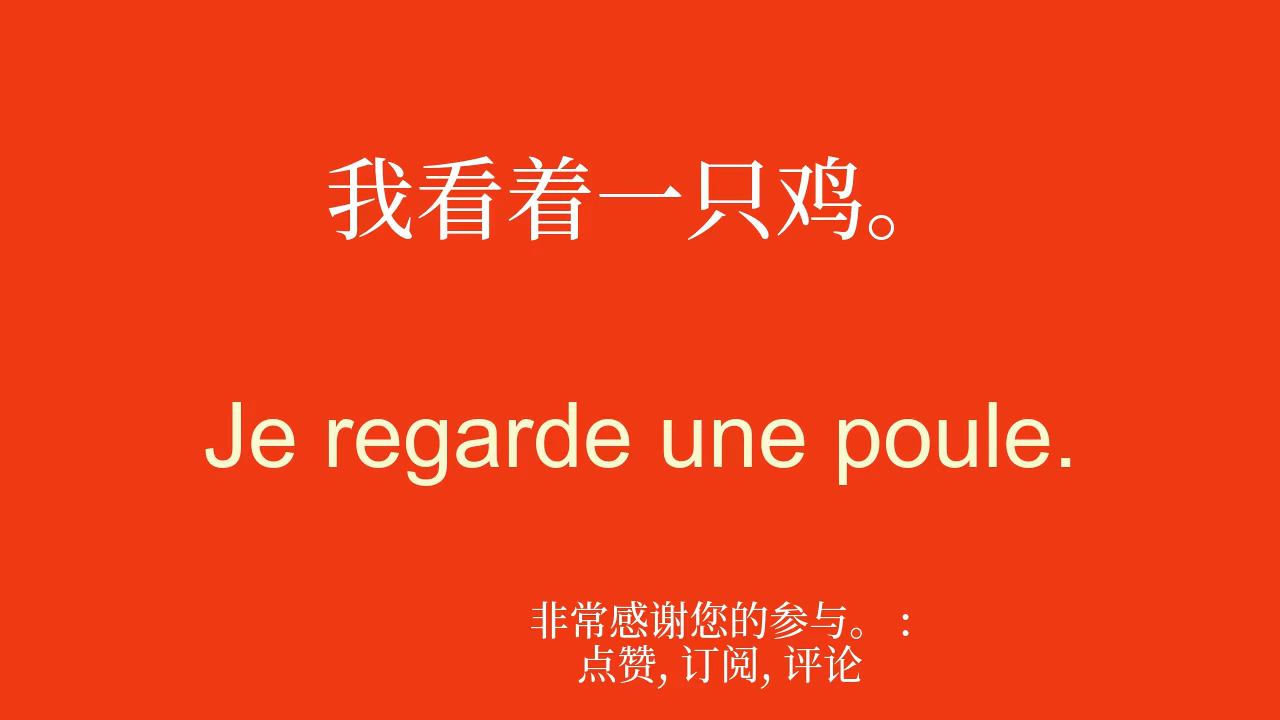 我看着一只鸡。
Je regarde une poule.
非常感谢您的参与。 :
点赞, 订阅, 评论